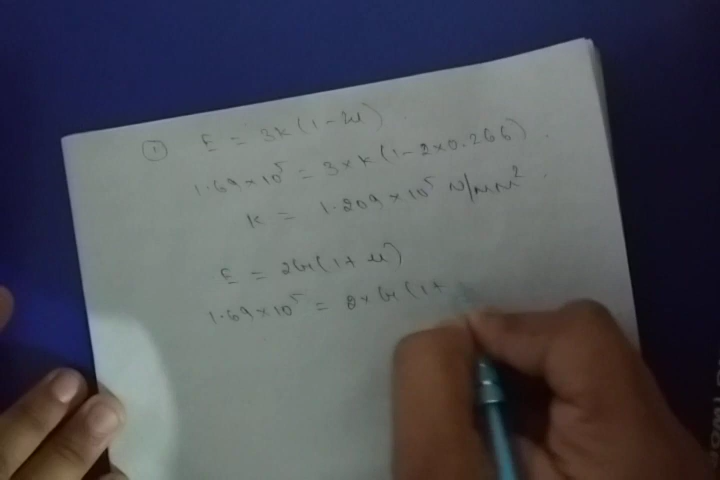 ① E = 3K(1-2μ)
1.69×10⁵ = 3×K(1-2×0.266).
K = 1.209×10⁵ N/mm².
E = 2G(1+μ)
1.69×10⁵ = 2×G(1+